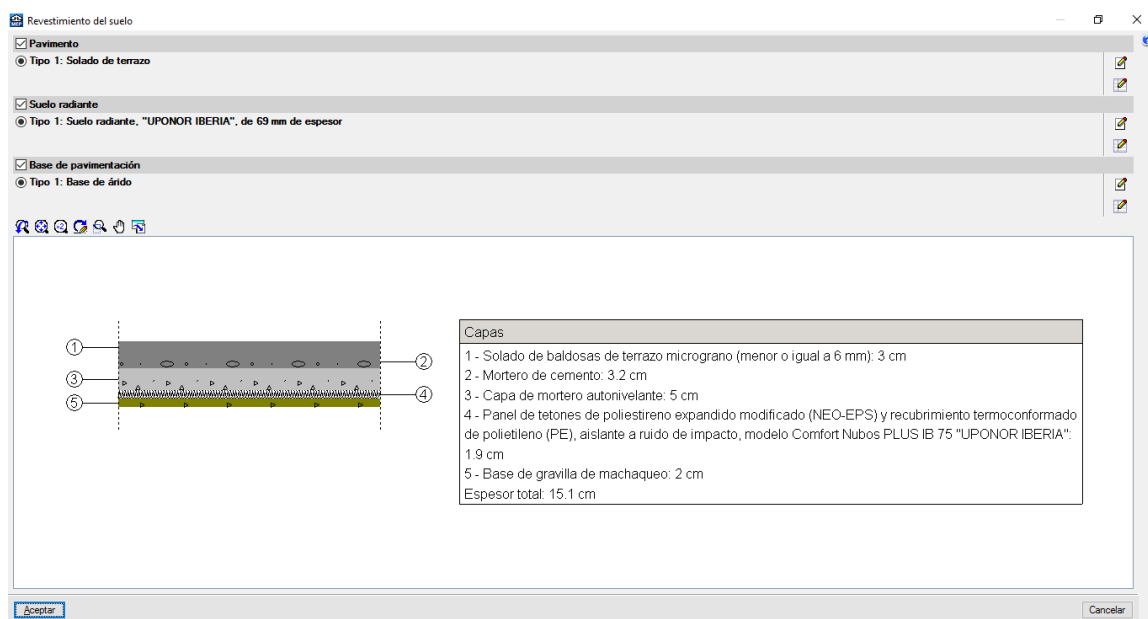 MEP
Revestimiento del suelo
Pavimento
Tipo 1: Solado de terrazo
Suelo radiante
Tipo 1: Suelo radiante, "UPONOR IBERIA", de 69 mm de espesor
Base de pavimentación
Tipo 1: Base de árido
1
2
3
4
5
Capas
1 - Solado de baldosas de terrazo micrograno (menor o igual a 6 mm): 3 cm
2 - Mortero de cemento: 3.2 cm
3 - Capa de mortero autonivelante: 5 cm
4 - Panel de tetones de poliestireno expandido modificado (NEO-EPS) y recubrimiento termoconformado
de polietileno (PE), aislante a ruido de impacto, modelo Comfort Nubos PLUS IB 75 "UPONOR IBERIA":
1.9 cm
5 - Base de gravilla de machaqueo: 2 cm
Espesor total: 15.1 cm
Aceptar
Cancelar